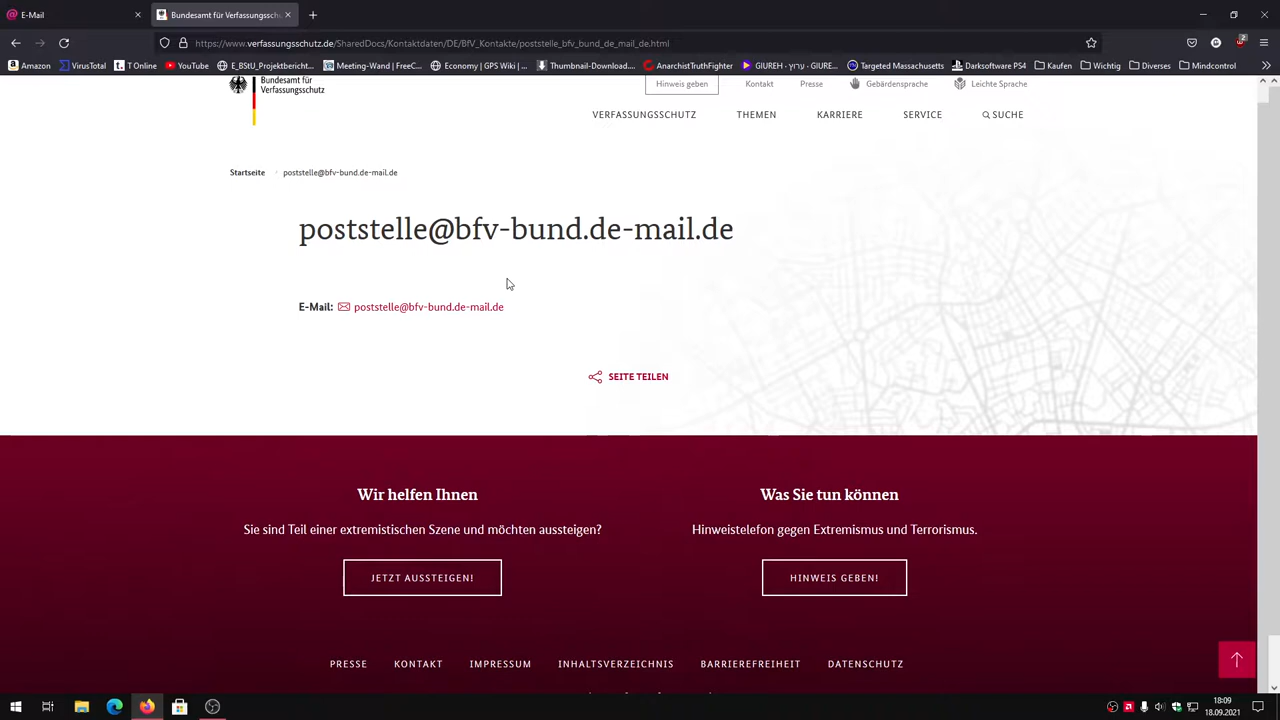 E-Mail
Bundesamt für Verfassungsschutz -
https://www.verfassungsschutz.de/SharedDocs/Kontaktdaten/DE/BfV_Kontakte/poststelle_bfv_bund_de_mail_de.html
Amazon VirusTotal T Online YouTube E_BStU_Projektbericht... Meeting-Wand | FreeC... Economy | GPS Wiki | ... Thumbnail-Download.... AnarchistTruthFighter GIUREH - גיורא | GIURE... Targeted Massachusetts Darksoftware PS4 Kaufen Wichtig Diverses Mindcontrol
Bundesamt für
Verfassungsschutz
Hinweis geben Kontakt Presse Gebärdensprache Leichte Sprache
VERFASSUNGSSCHUTZ THEMEN KARRIERE SERVICE SUCHE
Startseite poststelle@bfv-bund.de-mail.de
poststelle@bfv-bund.de-mail.de
E-Mail: poststelle@bfv-bund.de-mail.de
SEITE TEILEN
Wir helfen Ihnen
Sie sind Teil einer extremistischen Szene und möchten aussteigen?
JETZT AUSSTEIGEN!
Was Sie tun können
Hinweistelefon gegen Extremismus und Terrorismus.
HINWEIS GEBEN!
PRESSE KONTAKT IMPRESSUM INHALTSVERZEICHNIS BARRIEREFREIHEIT DATENSCHUTZ
18:09
18.09.2021